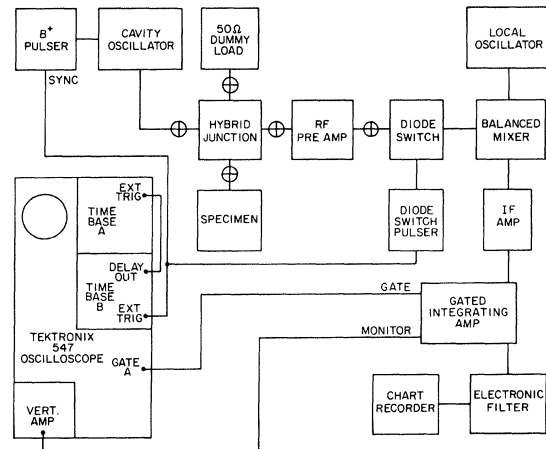 B+
PULSER
CAVITY
OSCILLATOR
50Ω
DUMMY
LOAD
LOCAL
OSCILLATOR
SYNC
HYBRID
JUNCTION
RF
PRE AMP
DIODE
SWITCH
BALANCED
MIXER
SPECIMEN
DIODE
SWITCH
PULSER
IF
AMP
EXT
TRIG
TIME
BASE
A
DELAY
OUT
TIME
BASE
B
EXT
TRIG
TEKTRONIX
547
OSCILLOSCOPE
GATE
A
VERT.
AMP
GATE
MONITOR
GATED
INTEGRATING
AMP
CHART
RECORDER
ELECTRONIC
FILTER